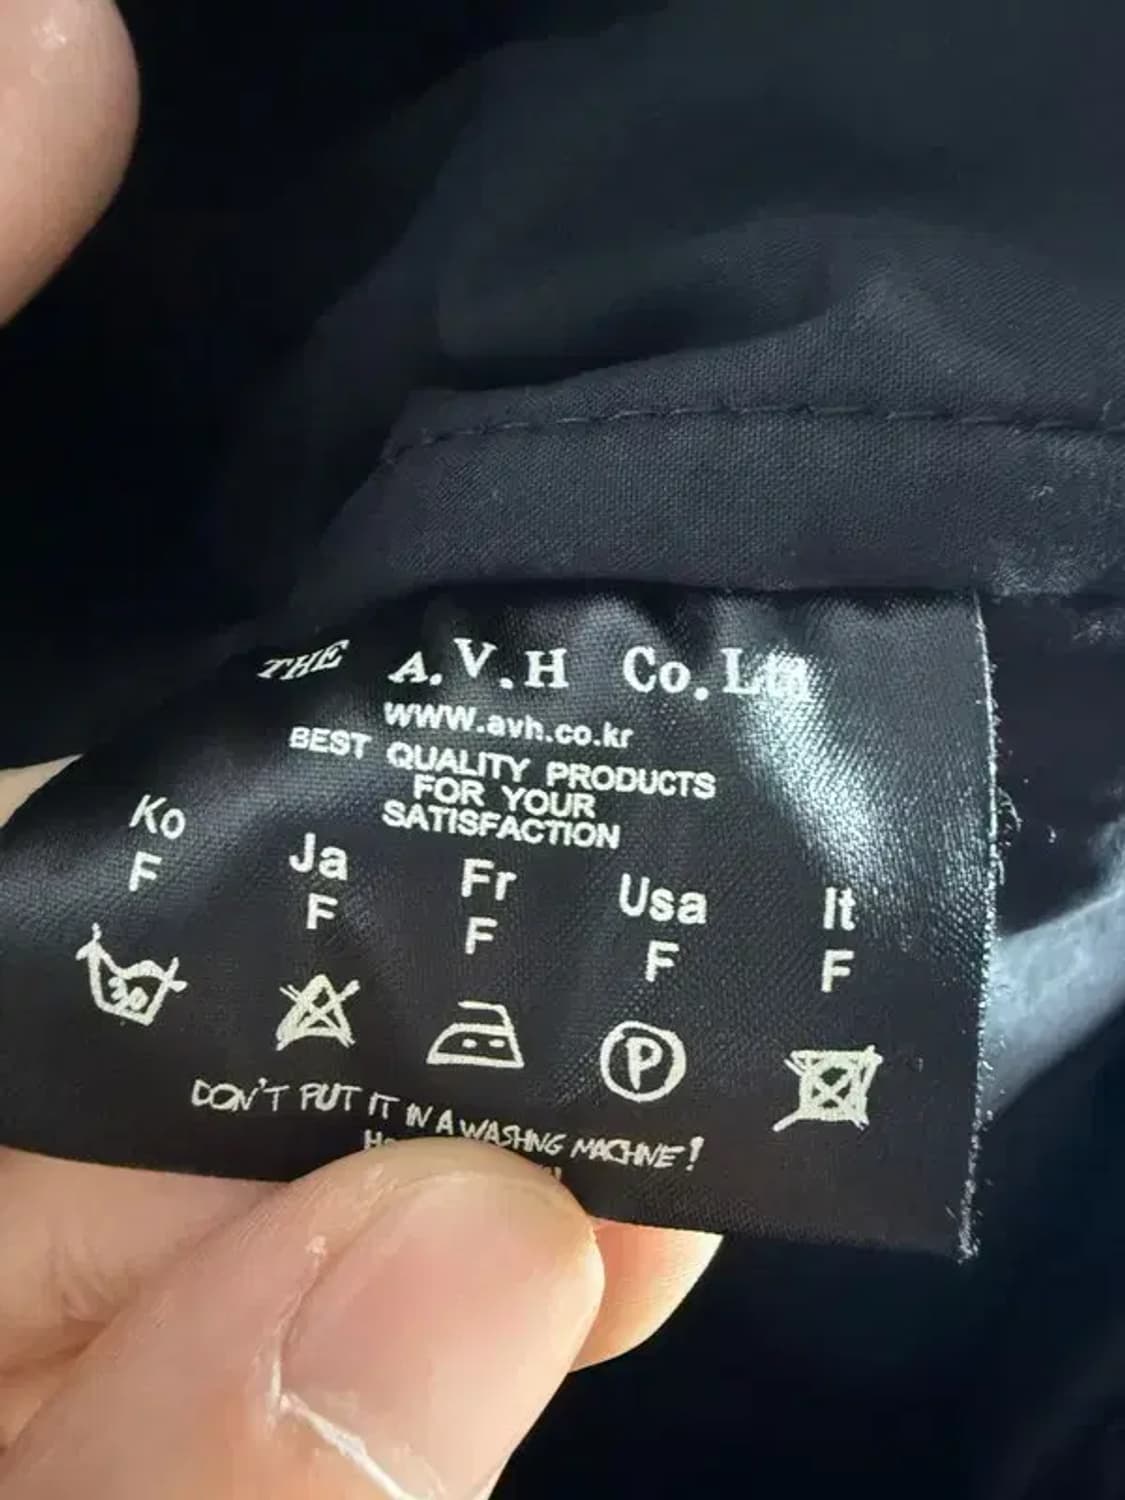 THE A.V.H Co.Ltd
www.avh.co.kr
BEST QUALITY PRODUCTS
FOR YOUR
SATISFACTION
Ko Ja Fr Usa It
F F F F F
30 P
DON'T PUT IT IN A WASHING MACHINE!